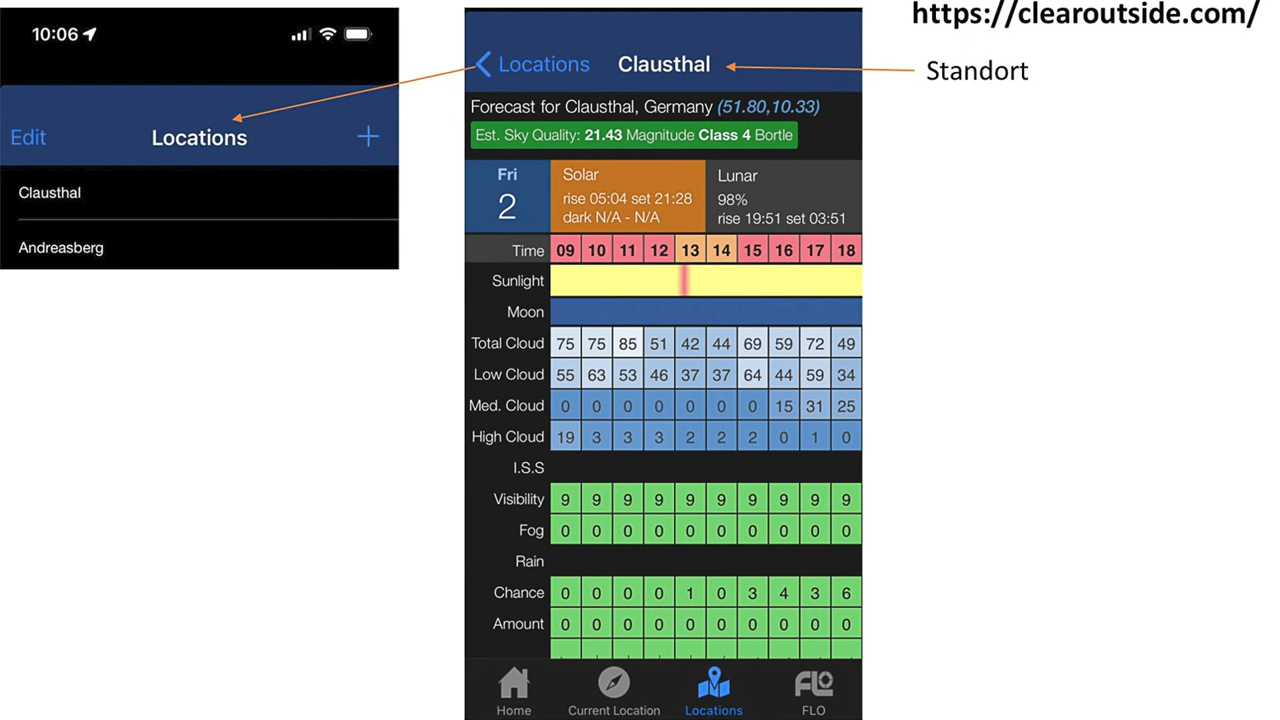 https://clearoutside.com/
10:06
Edit Locations +
Clausthal
Andreasberg
Locations Clausthal
Standort
Forecast for Clausthal, Germany (51.80,10.33)
Est. Sky Quality: 21.43 Magnitude Class 4 Bortle
Fri
2
Solar
rise 05:04 set 21:28
dark N/A - N/A
Lunar
98%
rise 19:51 set 03:51
Time 09 10 11 12 13 14 15 16 17 18
Sunlight
Moon
Total Cloud 75 75 85 51 42 44 69 59 72 49
Low Cloud 55 63 53 46 37 37 64 44 59 34
Med. Cloud 0 0 0 0 0 0 0 15 31 25
High Cloud 19 3 3 3 2 2 2 0 1 0
I.S.S
Visibility 9 9 9 9 9 9 9 9 9 9
Fog 0 0 0 0 0 0 0 0 0 0
Rain
Chance 0 0 0 0 1 0 3 4 3 6
Amount 0 0 0 0 0 0 0 0 0 0
Home Current Location Locations FLO